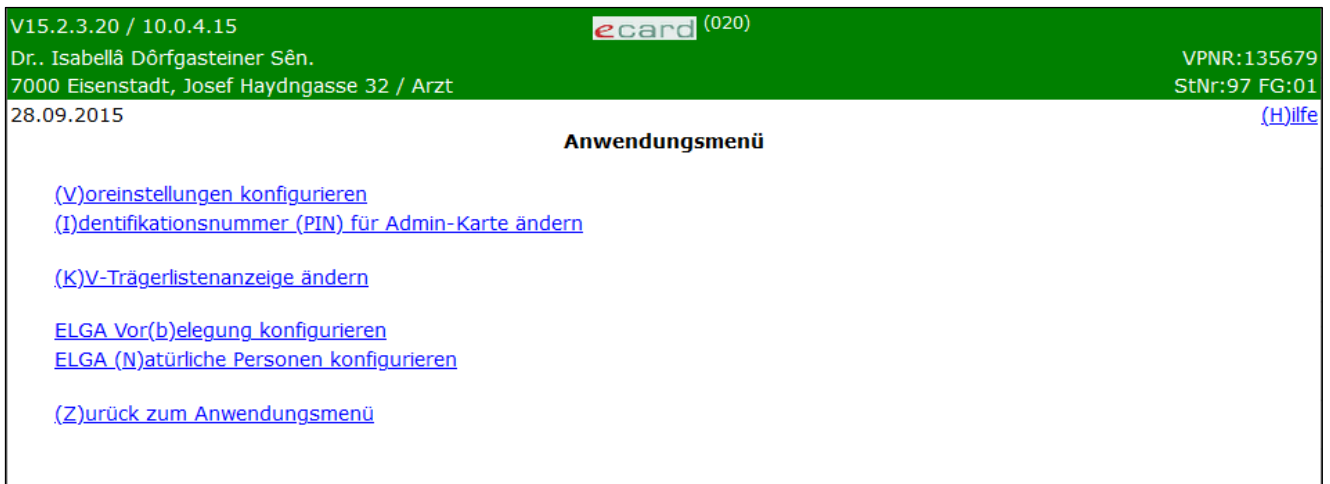 V15.2.3.20 / 10.0.4.15 ecard (020)
Dr.. Isabellâ Dôrfgasteiner Sên. VPNR:135679
7000 Eisenstadt, Josef Haydngasse 32 / Arzt StNr:97 FG:01
28.09.2015 (H)ilfe
Anwendungsmenü
(V)oreinstellungen konfigurieren
(I)dentifikationsnummer (PIN) für Admin-Karte ändern
(K)V-Trägerlistenanzeige ändern
ELGA Vor(b)elegung konfigurieren
ELGA (N)atürliche Personen konfigurieren
(Z)urück zum Anwendungsmenü